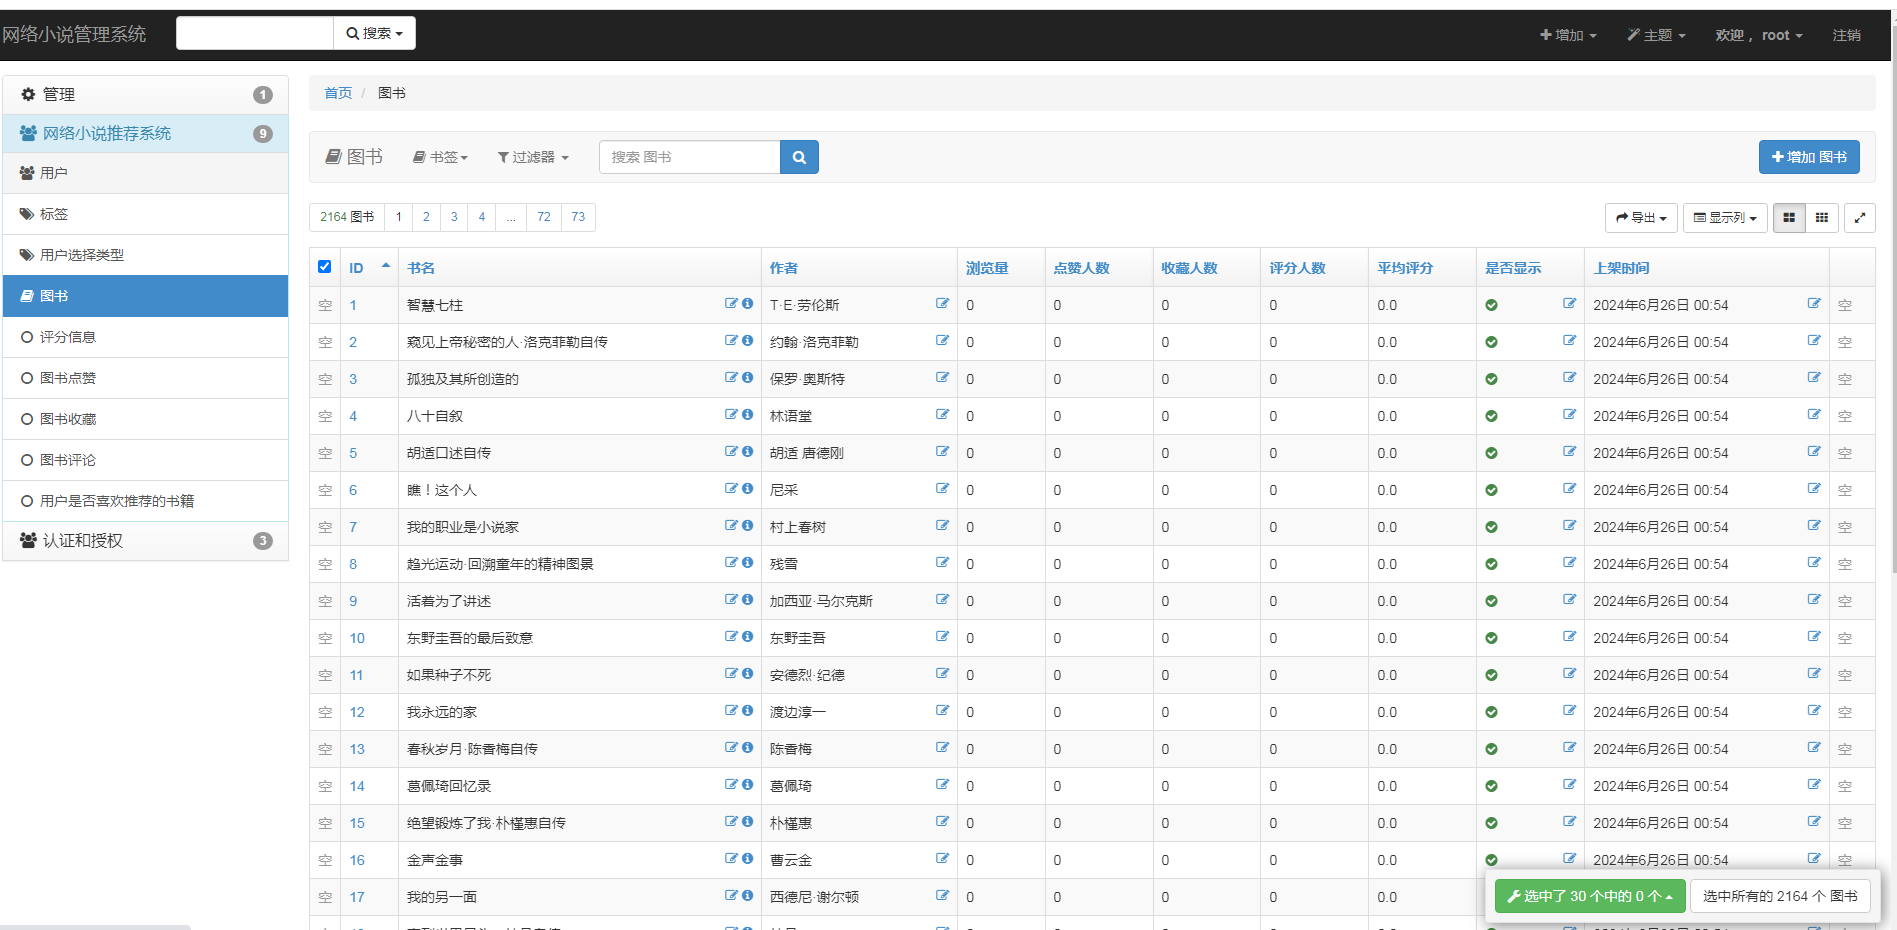 网络小说管理系统 搜索 增加 主题 欢迎， root 注销
管理 1
网络小说推荐系统 9
用户
标签
用户选择类型
图书
评分信息
图书点赞
图书收藏
图书评论
用户是否喜欢推荐的书籍
认证和授权 3
首页 / 图书
图书 书签 过滤器 搜索 图书 增加 图书
2164 图书 1 2 3 4 ... 72 73 导出 显示列
ID 书名 作者 浏览量 点赞人数 收藏人数 评分人数 平均评分 是否显示 上架时间
空 1 智慧七柱 T·E·劳伦斯 0 0 0 0 0.0 2024年6月26日 00:54 空
空 2 窥见上帝秘密的人·洛克菲勒自传 约翰·洛克菲勒 0 0 0 0 0.0 2024年6月26日 00:54 空
空 3 孤独及其所创造的 保罗·奥斯特 0 0 0 0 0.0 2024年6月26日 00:54 空
空 4 八十自叙 林语堂 0 0 0 0 0.0 2024年6月26日 00:54 空
空 5 胡适口述自传 胡适 唐德刚 0 0 0 0 0.0 2024年6月26日 00:54 空
空 6 瞧！这个人 尼采 0 0 0 0 0.0 2024年6月26日 00:54 空
空 7 我的职业是小说家 村上春树 0 0 0 0 0.0 2024年6月26日 00:54 空
空 8 趋光运动·回溯童年的精神图景 残雪 0 0 0 0 0.0 2024年6月26日 00:54 空
空 9 活着为了讲述 加西亚·马尔克斯 0 0 0 0 0.0 2024年6月26日 00:54 空
空 10 东野圭吾的最后致意 东野圭吾 0 0 0 0 0.0 2024年6月26日 00:54 空
空 11 如果种子不死 安德烈·纪德 0 0 0 0 0.0 2024年6月26日 00:54 空
空 12 我永远的家 渡边淳一 0 0 0 0 0.0 2024年6月26日 00:54 空
空 13 春秋岁月·陈香梅自传 陈香梅 0 0 0 0 0.0 2024年6月26日 00:54 空
空 14 葛佩琦回忆录 葛佩琦 0 0 0 0 0.0 2024年6月26日 00:54 空
空 15 绝望锻炼了我·朴槿惠自传 朴槿惠 0 0 0 0 0.0 2024年6月26日 00:54 空
空 16 金声金事 曹云金 0 0 0 0 0.0 2024年6月26日 00:54 空
空 17 我的另一面 西德尼·谢尔顿 0 0 0 0 0.0
选中了 30 个中的 0 个 选中所有的 2164 个 图书